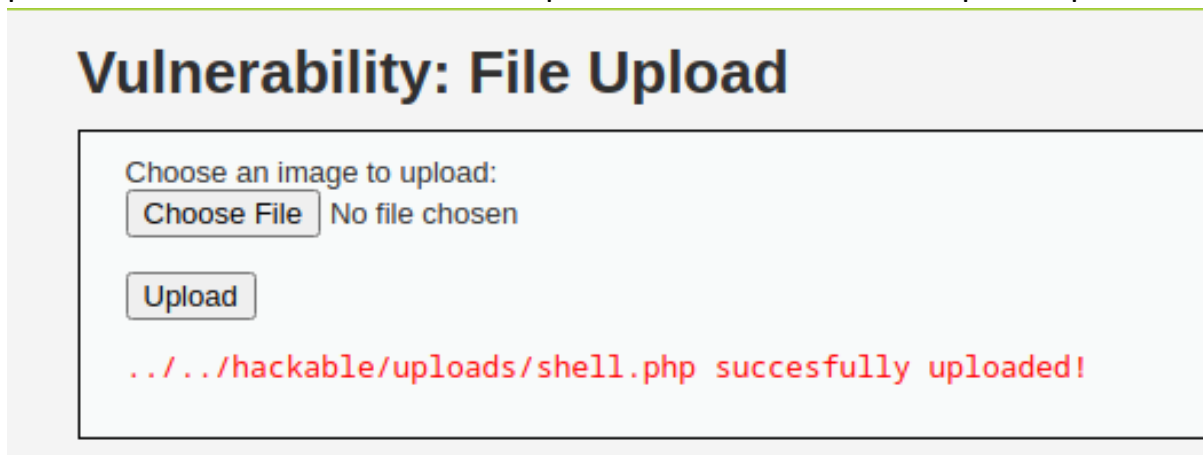 Vulnerability: File Upload
Choose an image to upload:
Choose File No file chosen
Upload
../../hackable/uploads/shell.php succesfully uploaded!